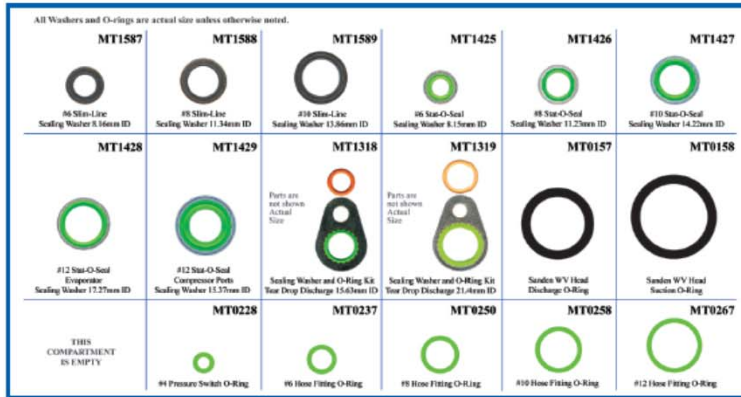 All Washers and O-rings are actual size unless otherwise noted.
MT1587
#6 Slim-Line
Sealing Washer 8.16mm ID
MT1588
#8 Slim-Line
Sealing Washer 11.34mm ID
MT1589
#10 Slim-Line
Sealing Washer 13.86mm ID
MT1425
#6 Stat-O-Seal
Sealing Washer 8.15mm ID
MT1426
#8 Stat-O-Seal
Sealing Washer 11.23mm ID
MT1427
#10 Stat-O-Seal
Sealing Washer 14.22mm ID
MT1428
#12 Stat-O-Seal
Evaporator
Sealing Washer 17.27mm ID
MT1429
#12 Stat-O-Seal
Compressor Ports
Sealing Washer 15.37mm ID
MT1318
Parts are
not shown
Actual
Size
Sealing Washer and O-Ring Kit
Tear Drop Discharge 15.63mm ID
MT1319
Parts are
not shown
Actual
Size
Sealing Washer and O-Ring Kit
Tear Drop Discharge 21.4mm ID
MT0157
Sanden WV Head
Discharge O-Ring
MT0158
Sanden WV Head
Suction O-Ring
THIS
COMPARTMENT
IS EMPTY
MT0228
#4 Pressure Switch O-Ring
MT0237
#6 Hose Fitting O-Ring
MT0250
#8 Hose Fitting O-Ring
MT0258
#10 Hose Fitting O-Ring
MT0267
#12 Hose Fitting O-Ring